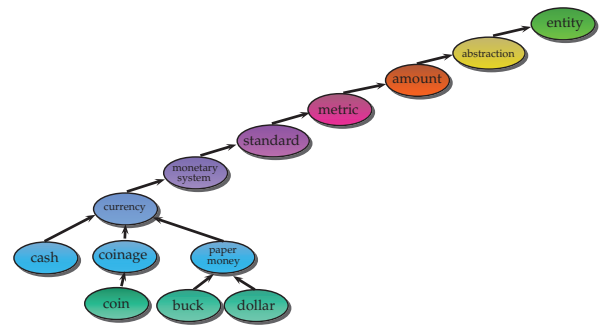 entity
abstraction
amount
metric
standard
monetary
system
currency
cash
coinage
paper
money
coin
buck
dollar